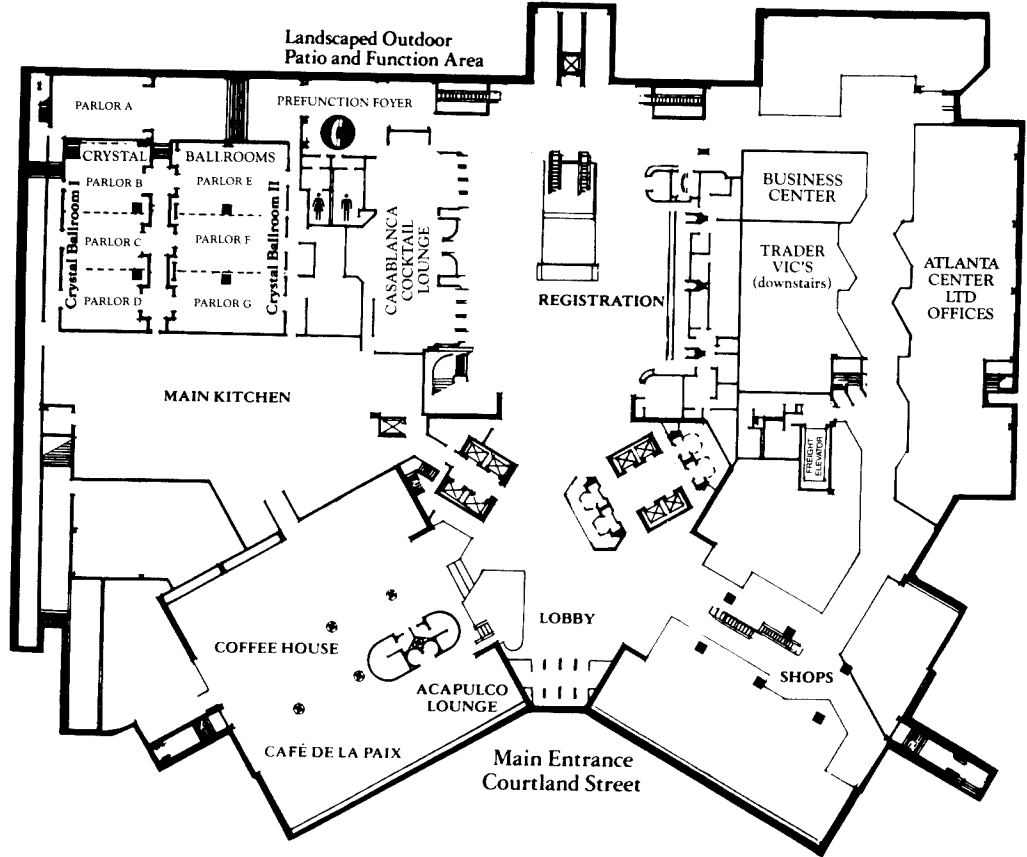 Landscaped Outdoor
Patio and Function Area
PARLOR A
PREFUNCTION FOYER
CRYSTAL BALLROOMS
PARLOR B
PARLOR E
Crystal Ballroom I
Crystal Ballroom II
PARLOR C
PARLOR F
PARLOR D
PARLOR G
CASABLANCA
COCKTAIL
LOUNGE
BUSINESS
CENTER
TRADER
VIC'S
(downstairs)
ATLANTA
CENTER
LTD
OFFICES
REGISTRATION
MAIN KITCHEN
FREIGHT
ELEVATOR
LOBBY
COFFEE HOUSE
SHOPS
ACAPULCO
LOUNGE
CAFÉ DE LA PAIX
Main Entrance
Courtland Street